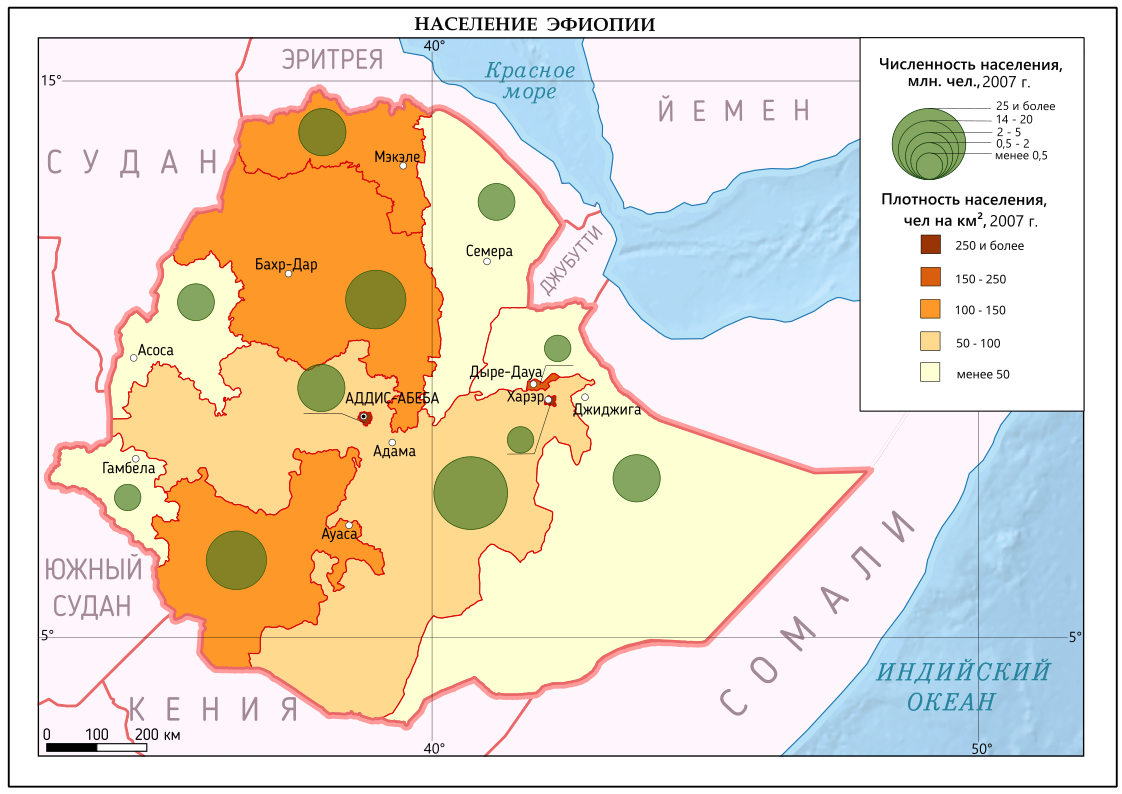 НАСЕЛЕНИЕ ЭФИОПИИ
40°
ЭРИТРЕЯ
Красное
море
15°
ЙЕМЕН
СУДАН
Мэкеле
Семера
ДЖУБУТТИ
Бахр-Дар
Асоса
Дыре-Дауа
АДДИС-АБЕБА
Харэр
Джиджига
Адама
Гамбела
Ауаса
ЮЖНЫЙ
СУДАН
СОМАЛИ
5°
5°
ИНДИЙСКИЙ
ОКЕАН
КЕНИЯ
0 100 200 км
40°
50°
Численность населения,
млн. чел., 2007 г.
25 и более
14 - 20
2 - 5
0,5 - 2
менее 0,5
Плотность населения,
чел на км², 2007 г.
250 и более
150 - 250
100 - 150
50 - 100
менее 50